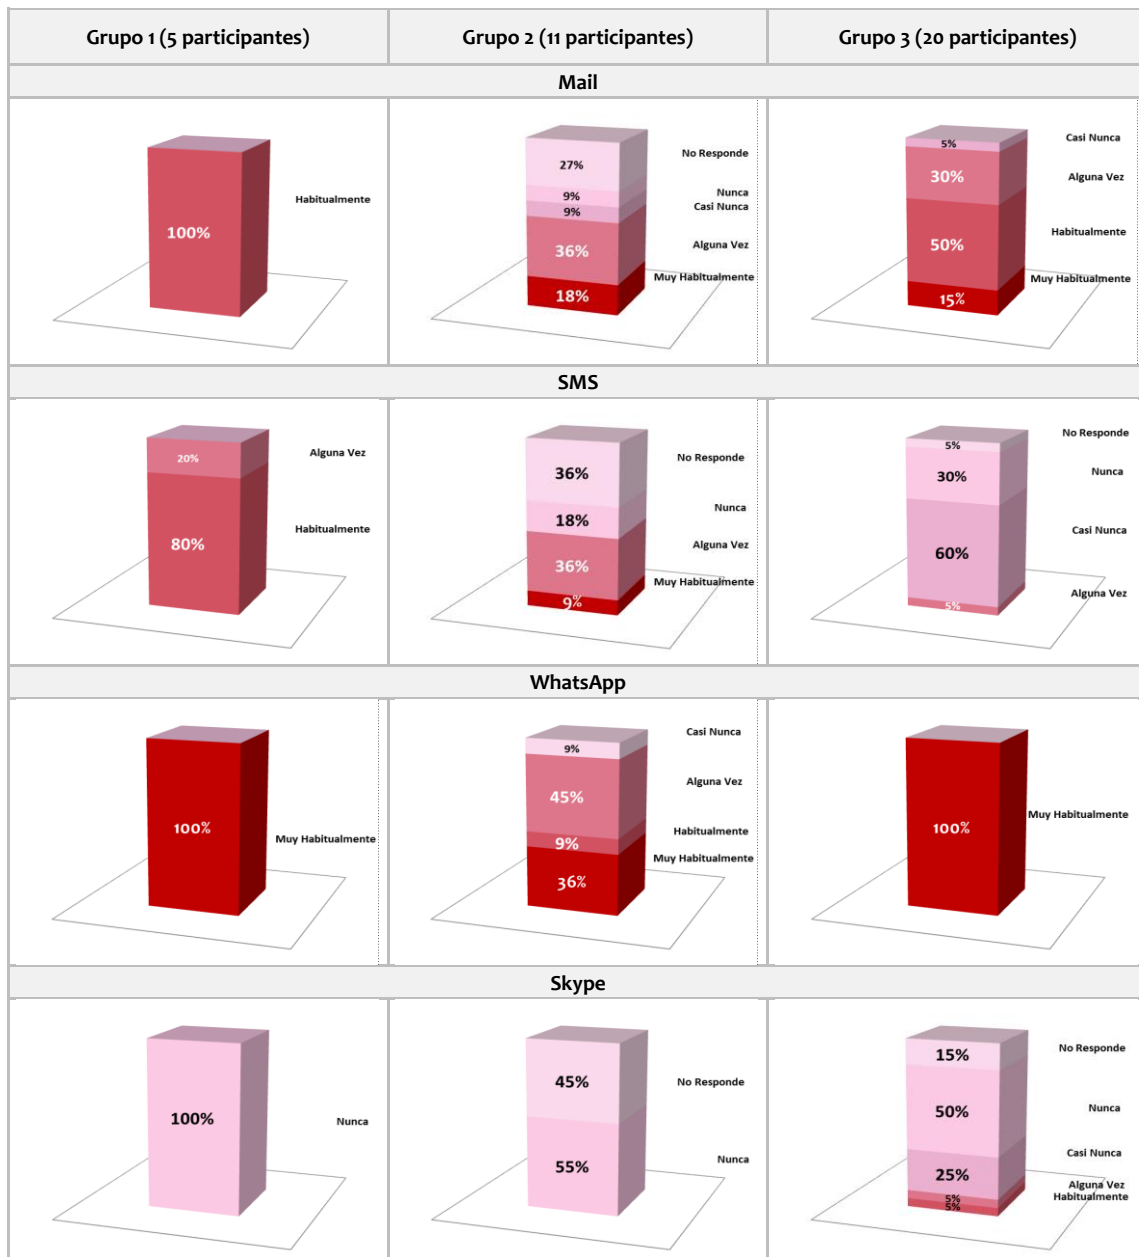 Grupo 1 (5 participantes)
Grupo 2 (11 participantes)
Grupo 3 (20 participantes)
Mail
Habitualmente
100%
No Responde
27%
Nunca
9%
Casi Nunca
9%
Alguna Vez
36%
Muy Habitualmente
18%
Casi Nunca
5%
Alguna Vez
30%
Habitualmente
50%
Muy Habitualmente
15%
SMS
Alguna Vez
20%
Habitualmente
80%
No Responde
36%
Nunca
18%
Alguna Vez
36%
Muy Habitualmente
9%
No Responde
5%
Nunca
30%
Casi Nunca
60%
Alguna Vez
5%
WhatsApp
100%
Muy Habitualmente
Casi Nunca
9%
Alguna Vez
45%
Habitualmente
9%
Muy Habitualmente
36%
Muy Habitualmente
100%
Skype
100%
Nunca
45%
No Responde
55%
Nunca
No Responde
15%
Nunca
50%
Casi Nunca
25%
Alguna Vez
5%
Habitualmente
5%